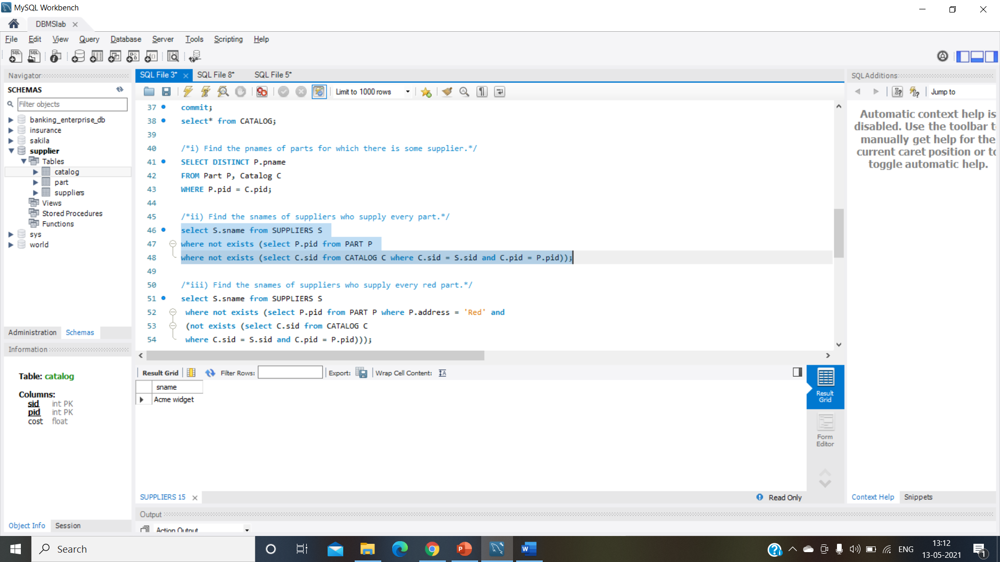 MySQL Workbench
DBMSlab
File Edit View Query Database Server Tools Scripting Help
Navigator
SCHEMAS
Filter objects
banking_enterprise_db
insurance
sakila
supplier
Tables
catalog
part
suppliers
Views
Stored Procedures
Functions
sys
world
Administration Schemas
Information
Table: catalog
Columns:
sid int PK
pid int PK
cost float
Object Info Session
SQL File 3* SQL File 8* SQL File 5*
Limit to 1000 rows
37 commit;
38 select* from CATALOG;
39
40 /*i) Find the pnames of parts for which there is some supplier.*/
41 SELECT DISTINCT P.pname
42 FROM Part P, Catalog C
43 WHERE P.pid = C.pid;
44
45 /*ii) Find the snames of suppliers who supply every part.*/
46 select S.sname from SUPPLIERS S
47 where not exists (select P.pid from PART P
48 where not exists (select C.sid from CATALOG C where C.sid = S.sid and C.pid = P.pid));
49
50 /*iii) Find the snames of suppliers who supply every red part.*/
51 select S.sname from SUPPLIERS S
52 where not exists (select P.pid from PART P where P.address = 'Red' and
53 (not exists (select C.sid from CATALOG C
54 where C.sid = S.sid and C.pid = P.pid)));
Result Grid Filter Rows: Export: Wrap Cell Content:
sname
Acme widget
Result Grid
Form Editor
SUPPLIERS 15
Read Only
Output
Action Output
SQLAdditions
Jump to
Automatic context help is
disabled. Use the toolbar t
manually get help for the
current caret position or to
toggle automatic help.
Context Help Snippets
Search
ENG
13:12
13-05-2021
1